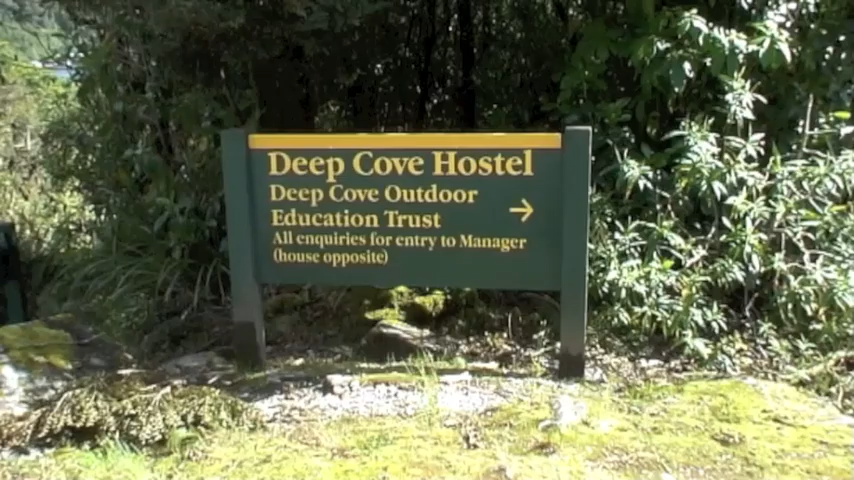 Deep Cove Hostel
Deep Cove Outdoor
Education Trust
All enquiries for entry to Manager
(house opposite)